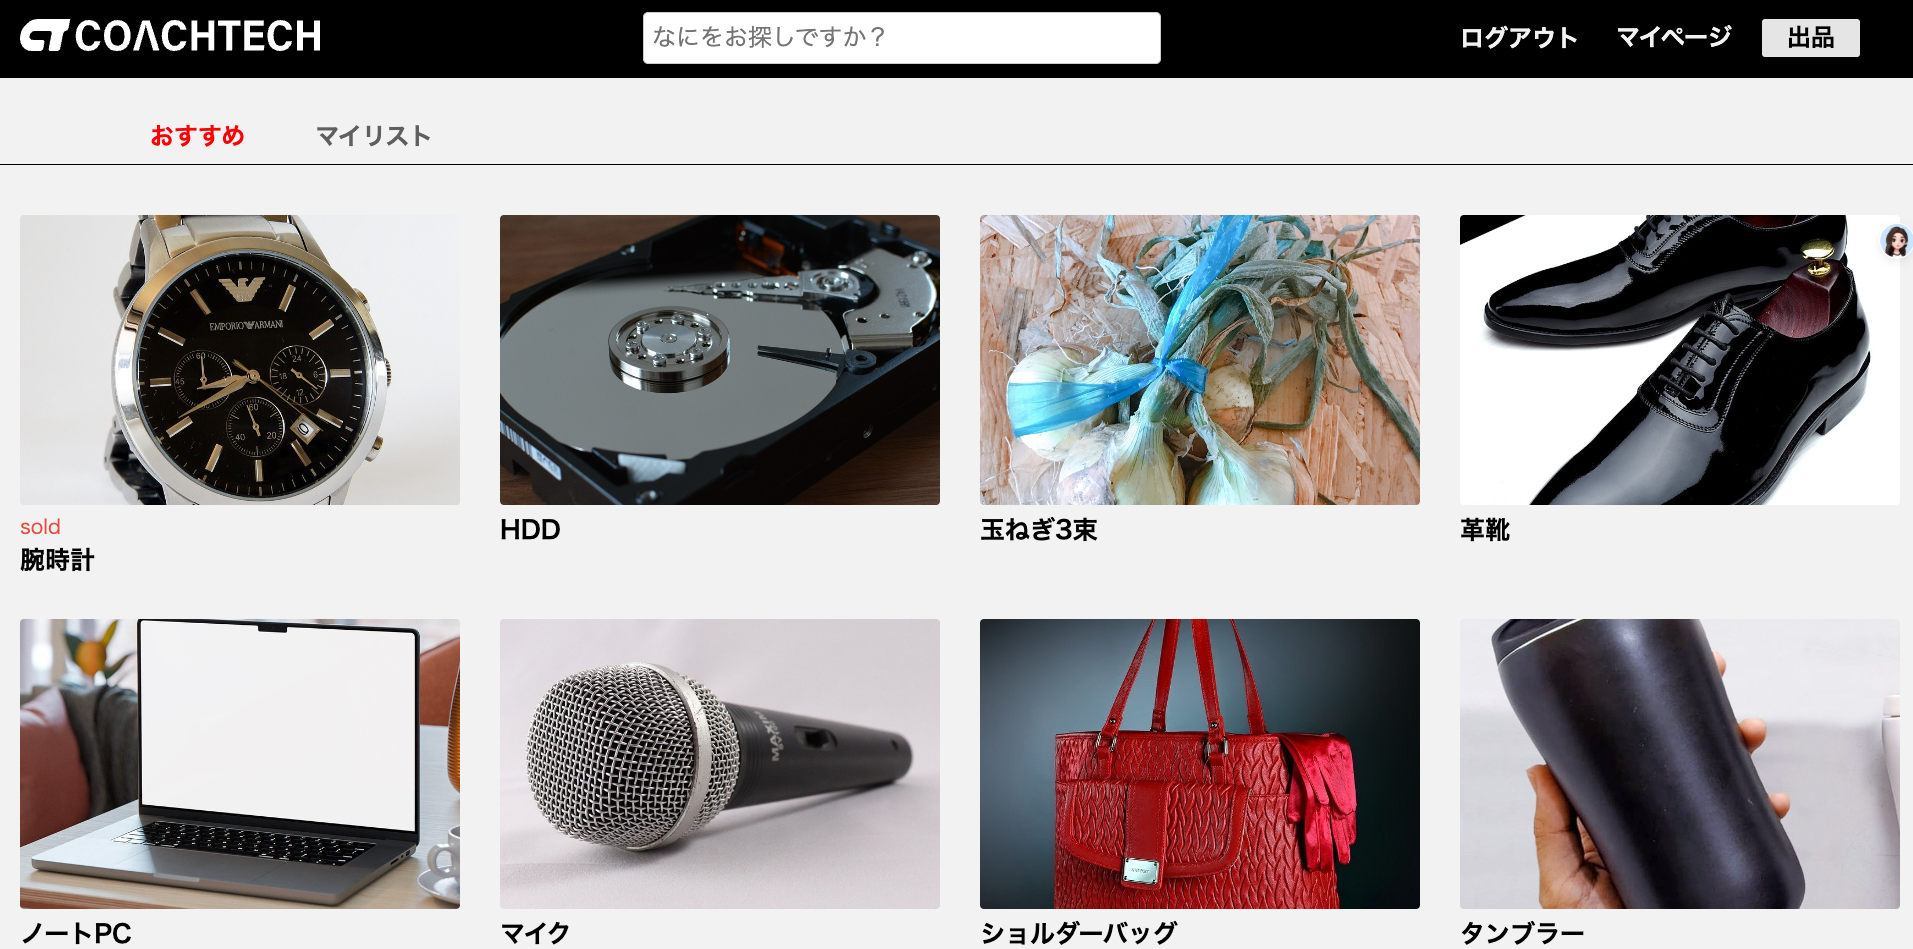 COACHTECH
なにをお探しですか？
ログアウト
マイページ
出品
おすすめ
マイリスト
EMPORIO ARMANI
sold
腕時計
HDD
玉ねぎ3束
革靴
ノートPC
マイク
ショルダーバッグ
タンブラー